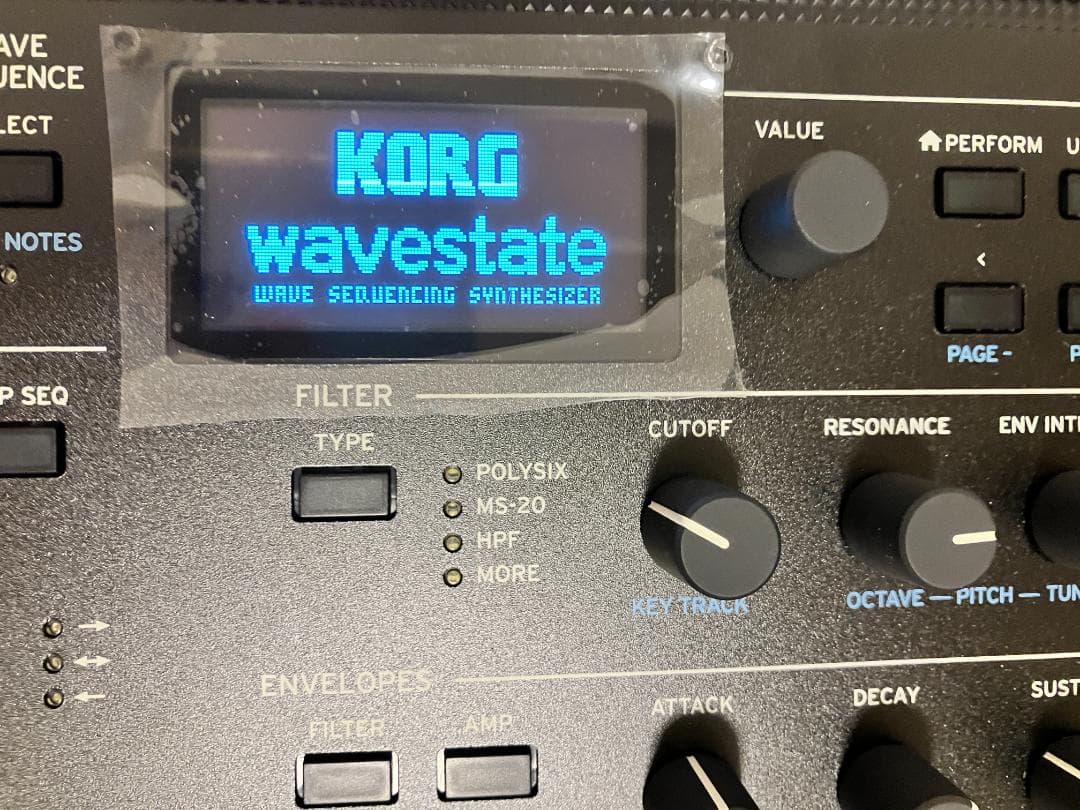 AVE
UENCE
LECT
NOTES
P SEQ
KORG
wavestate
WAVE SEQUENCING SYNTHESIZER
VALUE
PERFORM
U
<
PAGE -
P
FILTER
TYPE
POLYSIX
MS-20
HPF
MORE
CUTOFF
RESONANCE
ENV INT
KEY TRACK
OCTAVE — PITCH — TUN
ENVELOPES
FILTER
AMP
ATTACK
DECAY
SUST